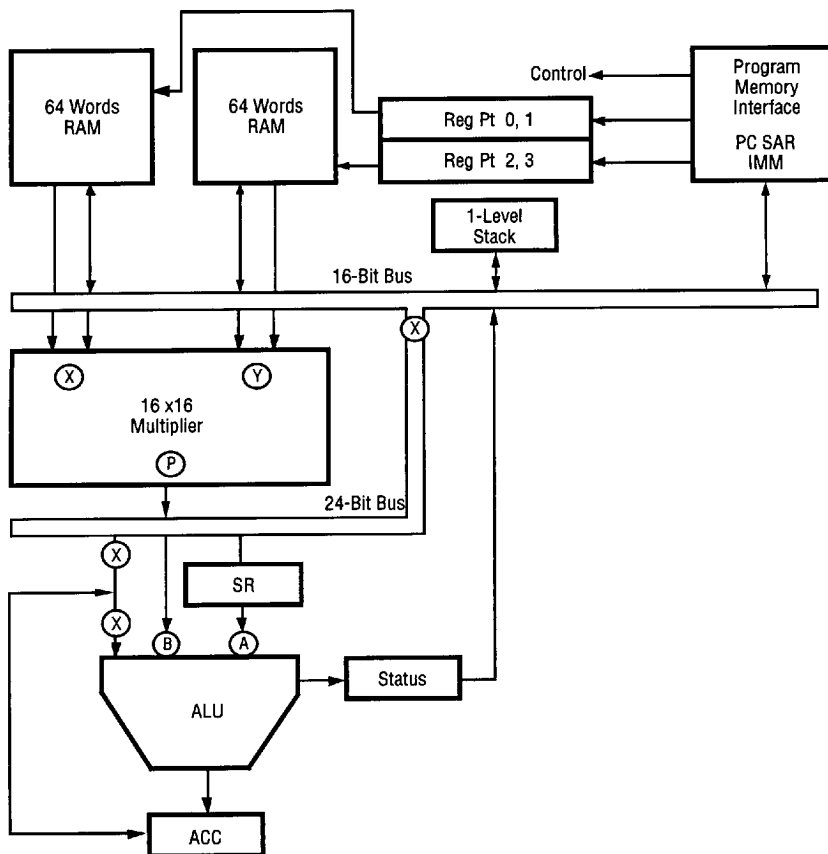 64 Words
RAM
64 Words
RAM
Control
Reg Pt 0, 1
Reg Pt 2, 3
Program
Memory
Interface
PC SAR
IMM
1-Level
Stack
16-Bit Bus
X
X
Y
16 x16
Multiplier
P
24-Bit Bus
X
SR
X
B
A
ALU
Status
ACC